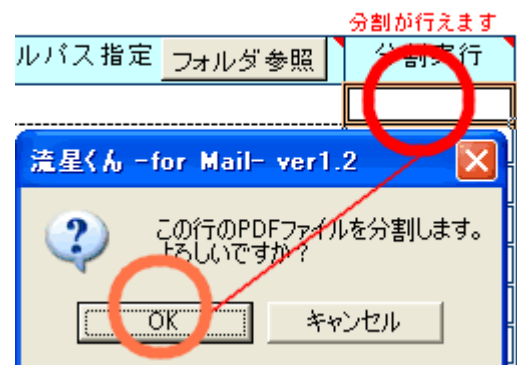 分割が行えます
ルパス指定 フォルダ参照 分割実行
流星くん -for Mail- ver1.2
この行のPDFファイルを分割します。
よろしいですか?
OK キャンセル